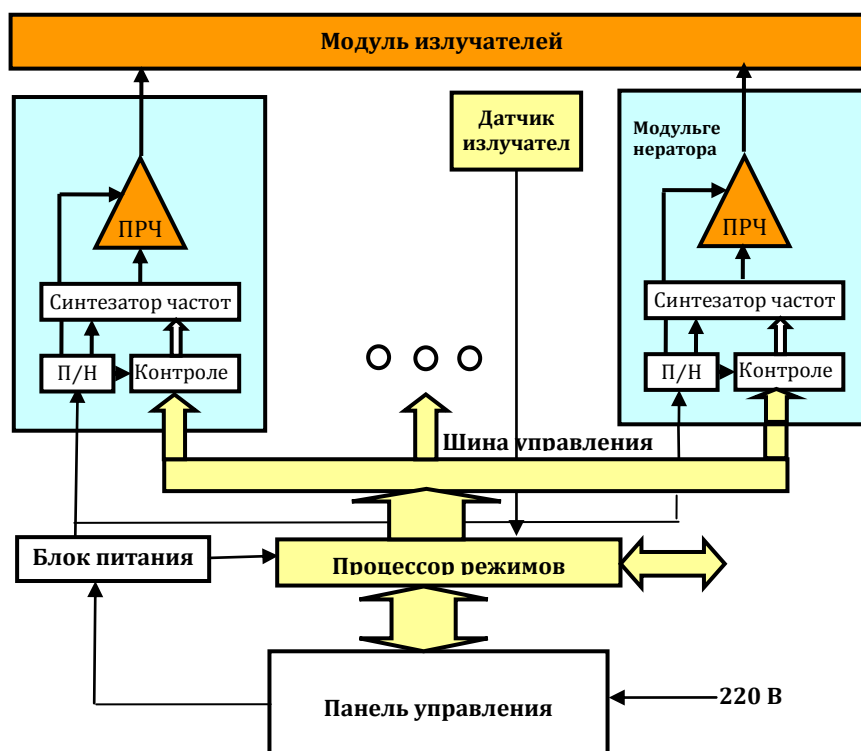 Модуль излучателей
Датчик
излучател
Модульге
нератора
ПРЧ
ПРЧ
Синтезатор частот
Синтезатор частот
П/Н
Контроле
П/Н
Контроле
Шина управления
Блок питания
Процессор режимов
Панель управления
220 В